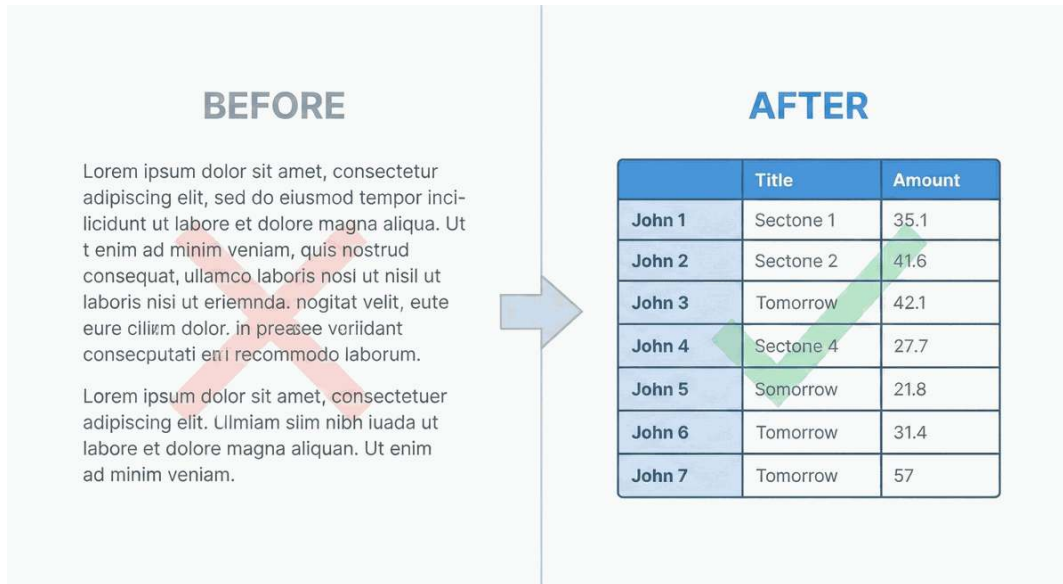 BEFORE
Lorem ipsum dolor sit amet, consectetur
adipiscing elit, sed do eiusmod tempor inci-
licidunt ut labore et dolore magna aliqua. Ut
t enim ad minim veniam, quis nostrud
consequat, ullamco laboris nosi ut nisil ut
laboris nisi ut eriemnda. nogitat velit, eute
eure dolor. in veriidant
consecputati recommodo laborum.
Lorem ipsum dolor sit amet, consectetuer
adipiscing elit. slim nibh iuada ut
labore et dolore magna aliquan. Ut enim
ad minim veniam.
AFTER
Title Amount
John 1 Sectone 1 35.1
John 2 Sectone 2 41.6
John 3 Tomorrow 42.1
John 4 Sectone 4 27.7
John 5 Somorrow 21.8
John 6 Tomorrow 31.4
John 7 Tomorrow 57